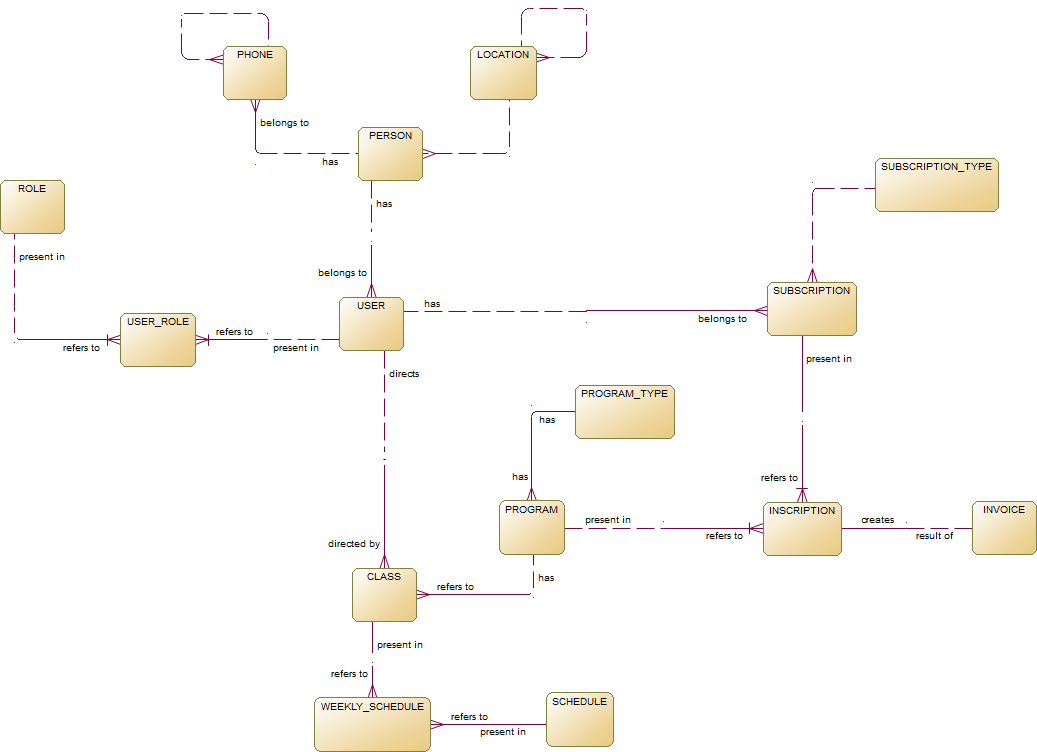 PHONE
LOCATION
belongs to
PERSON
has
SUBSCRIPTION_TYPE
ROLE
has
present in
belongs to
SUBSCRIPTION
USER
has
belongs to
USER_ROLE
refers to
refers to
present in
present in
directs
PROGRAM_TYPE
has
has
refers to
PROGRAM
INSCRIPTION
INVOICE
present in
creates
refers to
result of
directed by
CLASS
has
refers to
present in
refers to
WEEKLY_SCHEDULE
SCHEDULE
refers to
present in